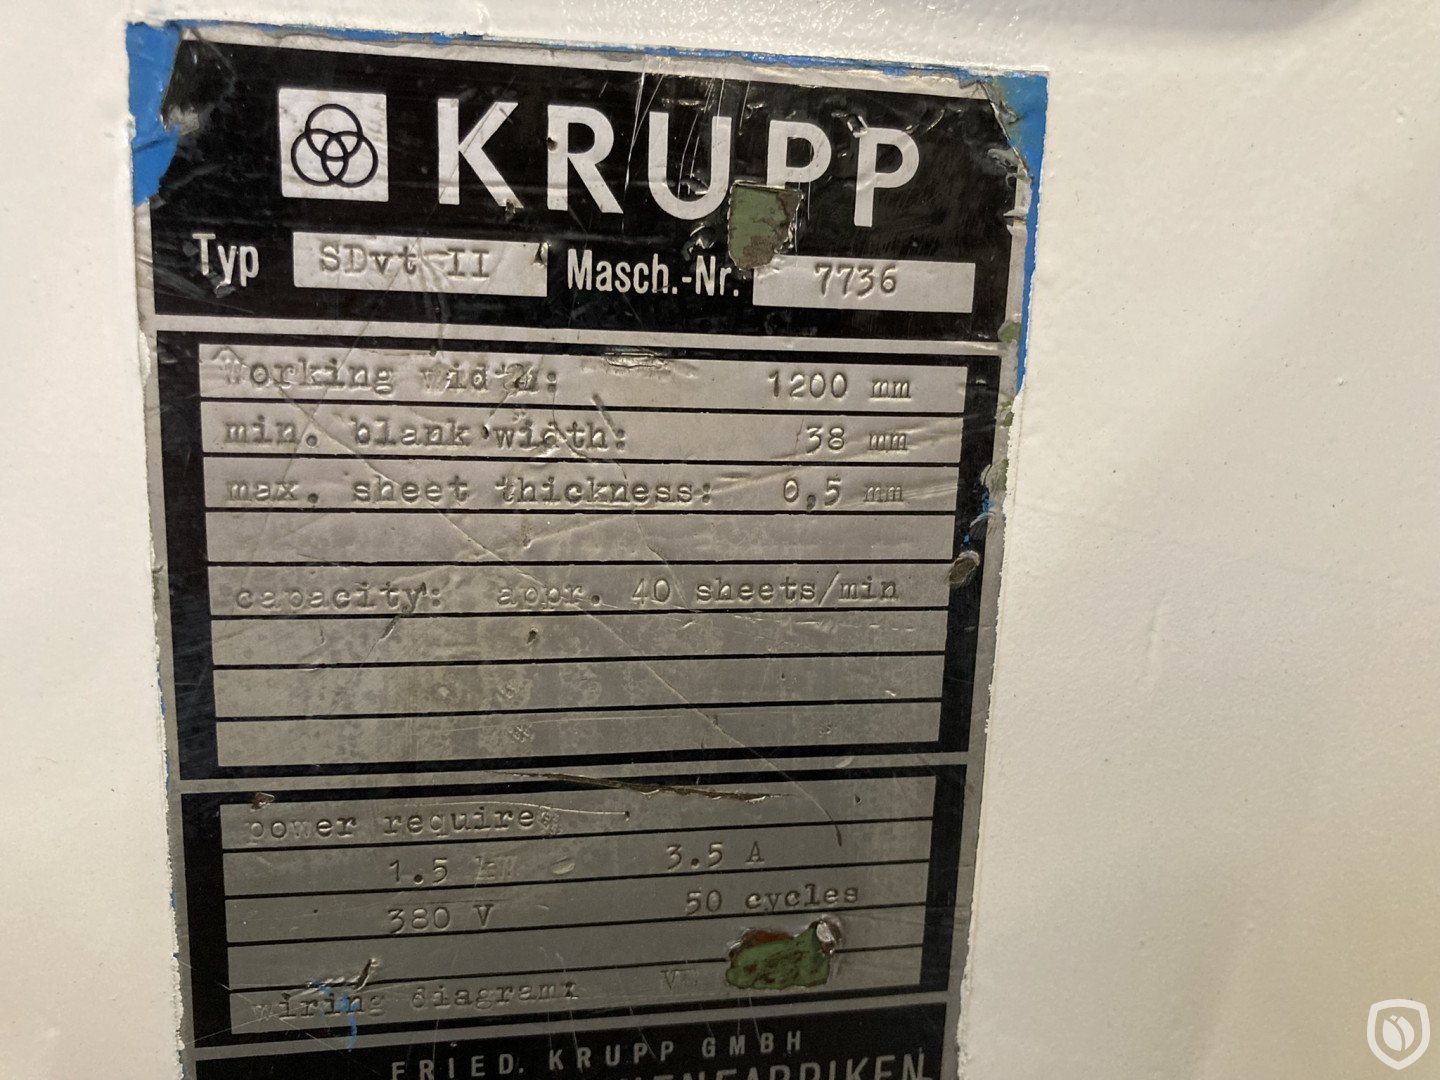 KRUPP
Typ SDvt II Masch.-Nr. 7736
Working width: 1200 mm
min. blank width: 38 mm
max. sheet thickness: 0,5 mm
capacity: appr. 40 sheets/min
power require
1.5 kW 3.5 A
380 V 50 cycles
wiring diagram:
FRIED. KRUPP GMBH